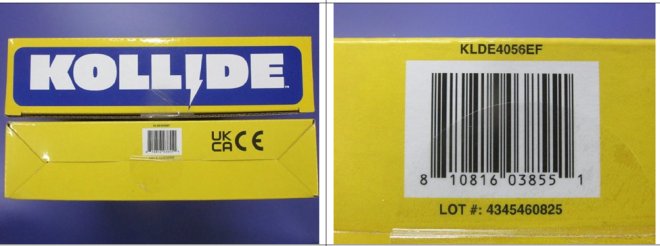 KOLLIDE
UK
CA CE
KLDE4056EF
8 10816 03855 1
LOT #: 4345460825